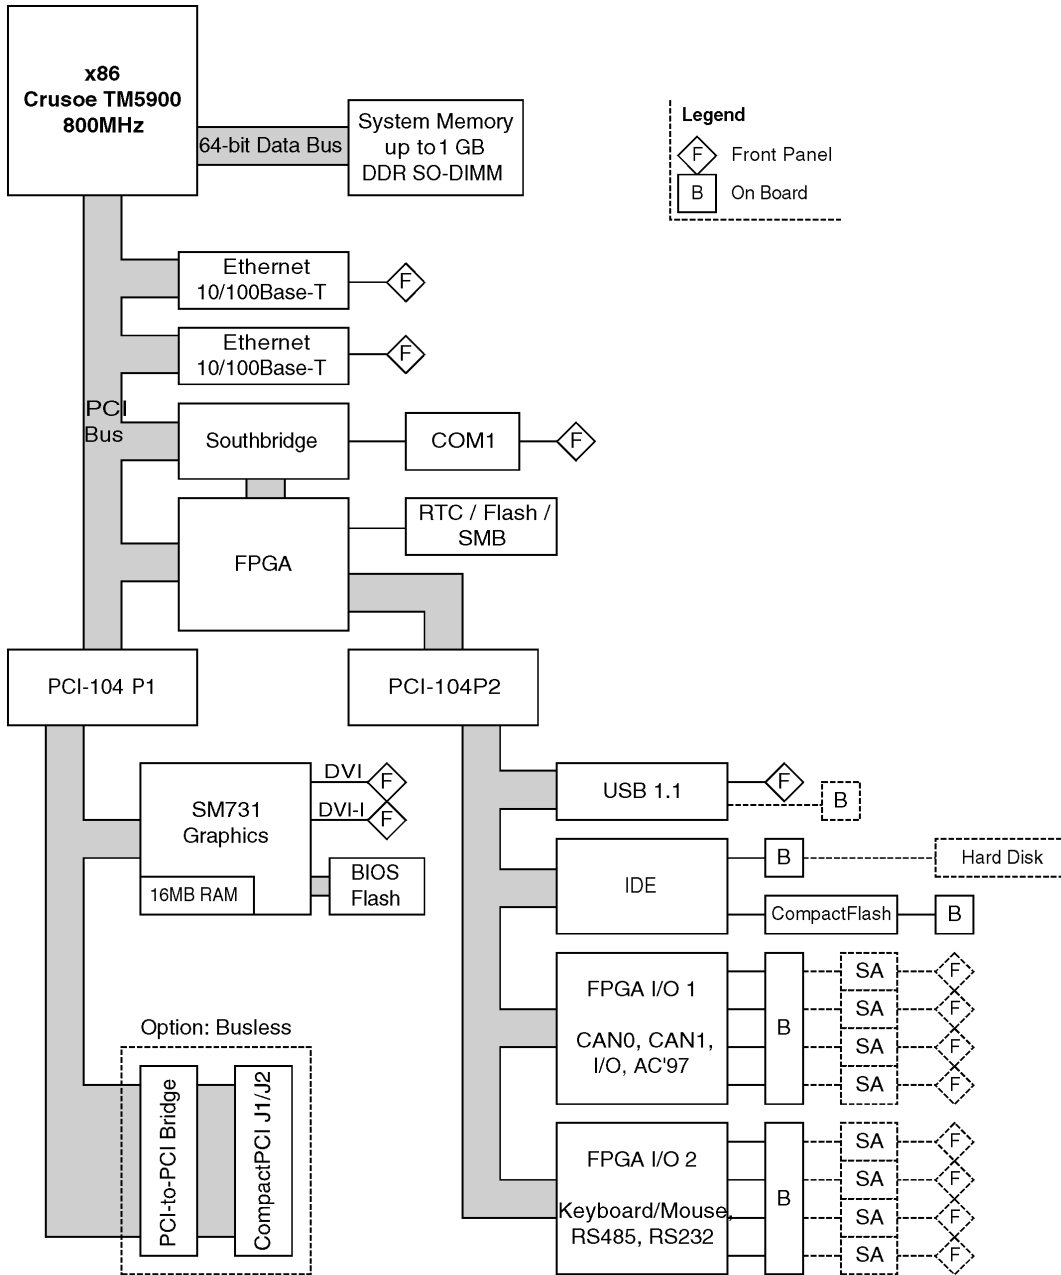 x86
Crusoe TM5900
800MHz
64-bit Data Bus
System Memory
up to 1 GB
DDR SO-DIMM
Legend
F Front Panel
B On Board
Ethernet
10/100Base-T
F
Ethernet
10/100Base-T
F
PCI
Bus
Southbridge
COM1
F
FPGA
RTC / Flash /
SMB
PCI-104 P1
PCI-104P2
SM731
Graphics
16MB RAM
DVI
F
DVI-I
F
BIOS
Flash
USB 1.1
F
B
IDE
B
Hard Disk
CompactFlash
B
FPGA I/O 1
CAN0, CAN1,
I/O, AC'97
B
SA F
SA F
SA F
SA F
Option: Busless
PCI-to-PCI Bridge
CompactPCI J1/J2
FPGA I/O 2
Keyboard/Mouse,
RS485, RS232
B
SA F
SA F
SA F
SA F